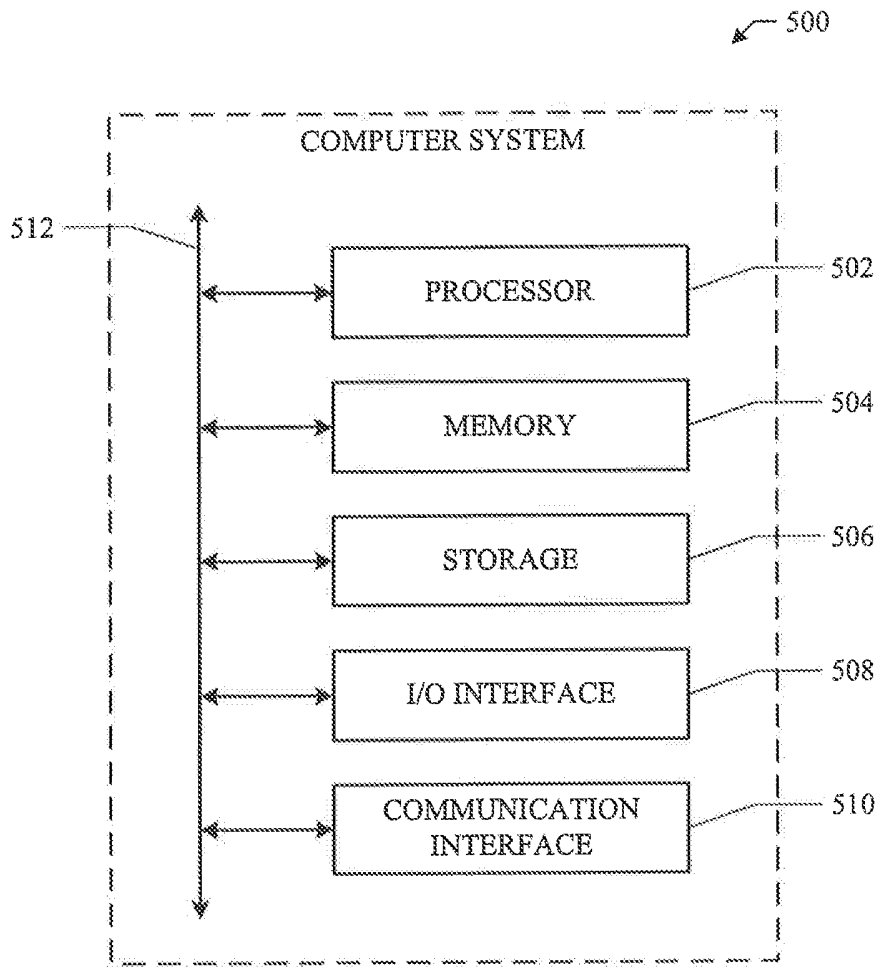 500
COMPUTER SYSTEM
512
PROCESSOR
502
MEMORY
504
STORAGE
506
I/O INTERFACE
508
COMMUNICATION
INTERFACE
510